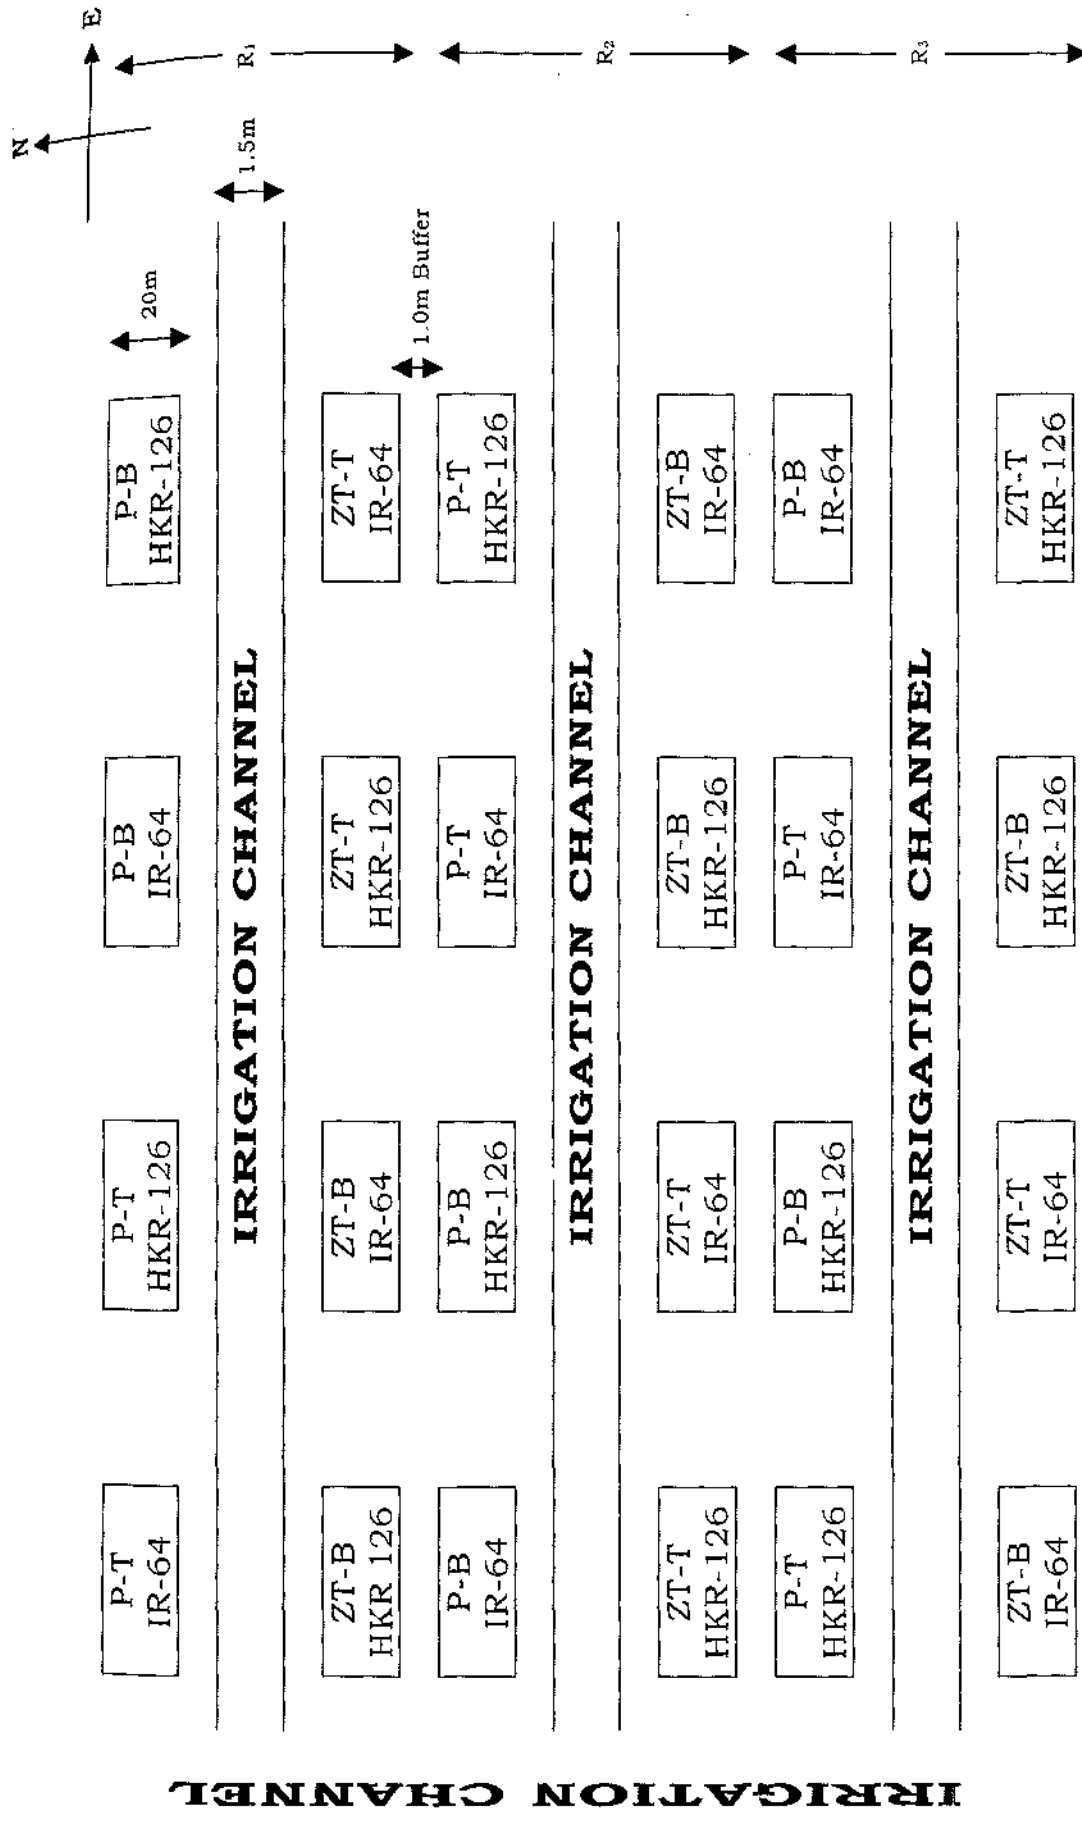 N
E
IRRIGATION CHANNEL
P-T
IR-64
P-T
HKR-126
P-B
IR-64
P-B
HKR-126
20m
IRRIGATION CHANNEL
1.5m
R₁
ZT-B
HKR 126
ZT-B
IR-64
ZT-T
HKR-126
ZT-T
IR-64
1.0m Buffer
P-B
IR-64
P-B
HKR-126
P-T
IR-64
P-T
HKR-126
IRRIGATION CHANNEL
R₂
ZT-T
HKR-126
ZT-T
IR-64
ZT-B
HKR-126
ZT-B
IR-64
P-T
HKR-126
P-B
HKR-126
P-T
IR-64
P-B
IR-64
IRRIGATION CHANNEL
R₃
ZT-B
IR-64
ZT-T
IR-64
ZT-B
HKR-126
ZT-T
HKR-126